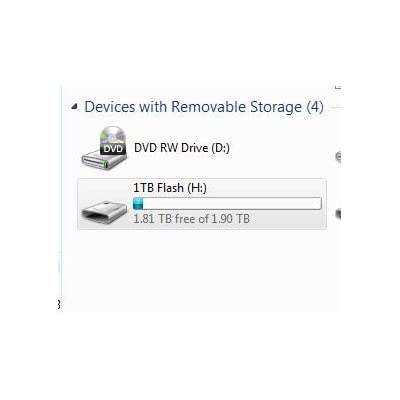 Devices with Removable Storage (4)
DVD
DVD RW Drive (D:)
1TB Flash (H:)
1.81 TB free of 1.90 TB